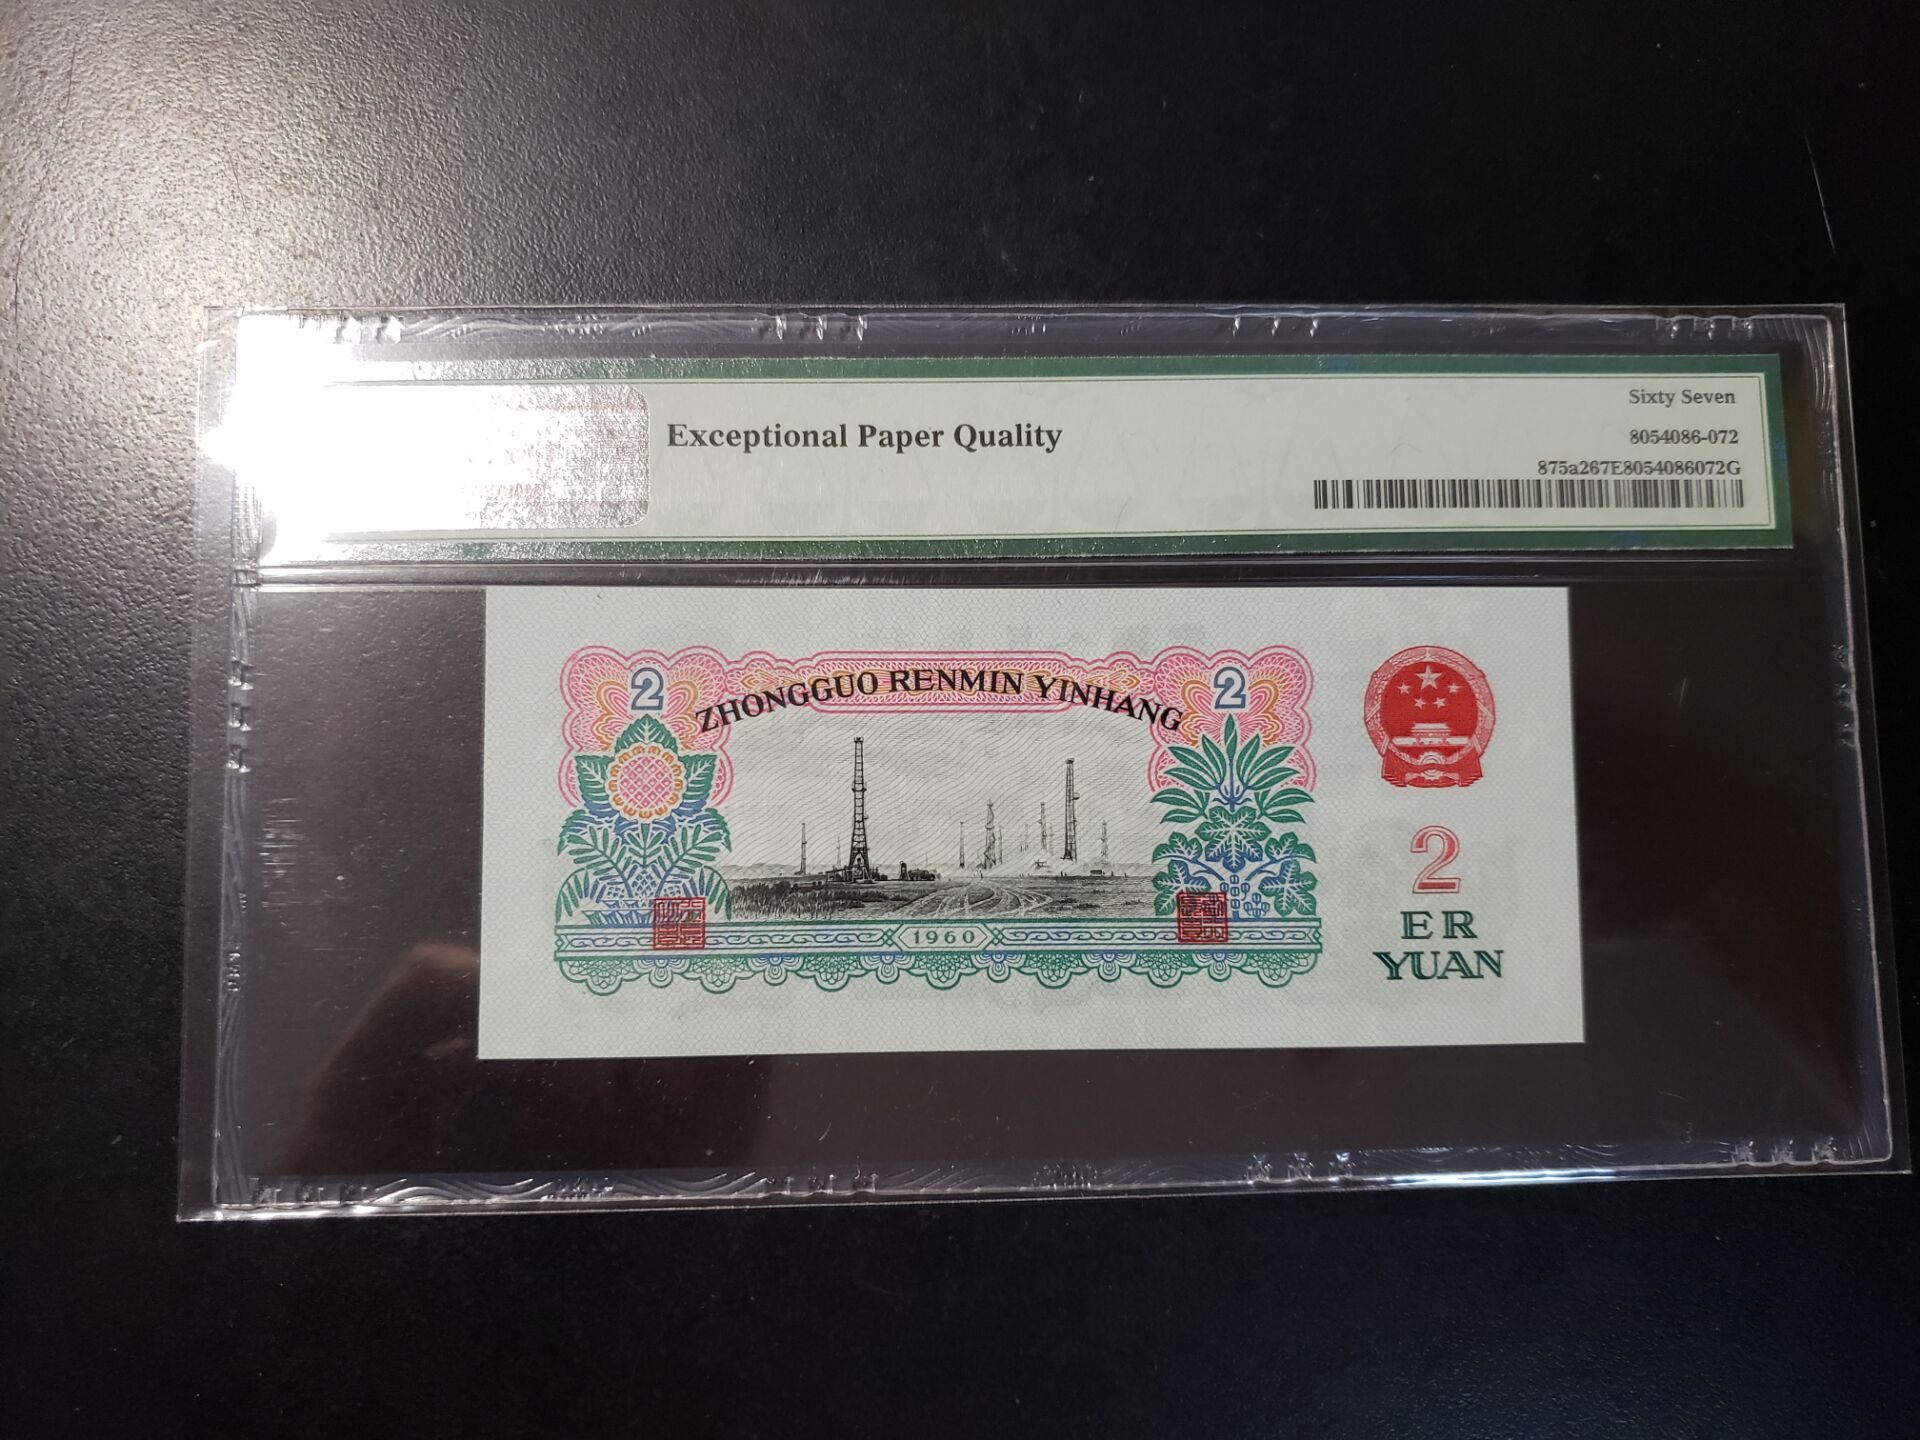 Exceptional Paper Quality
Sixty Seven
8054086-072
875a267E8054086072G
2
ZHONGGUO RENMIN YINHANG
2
1960
2
ER
YUAN